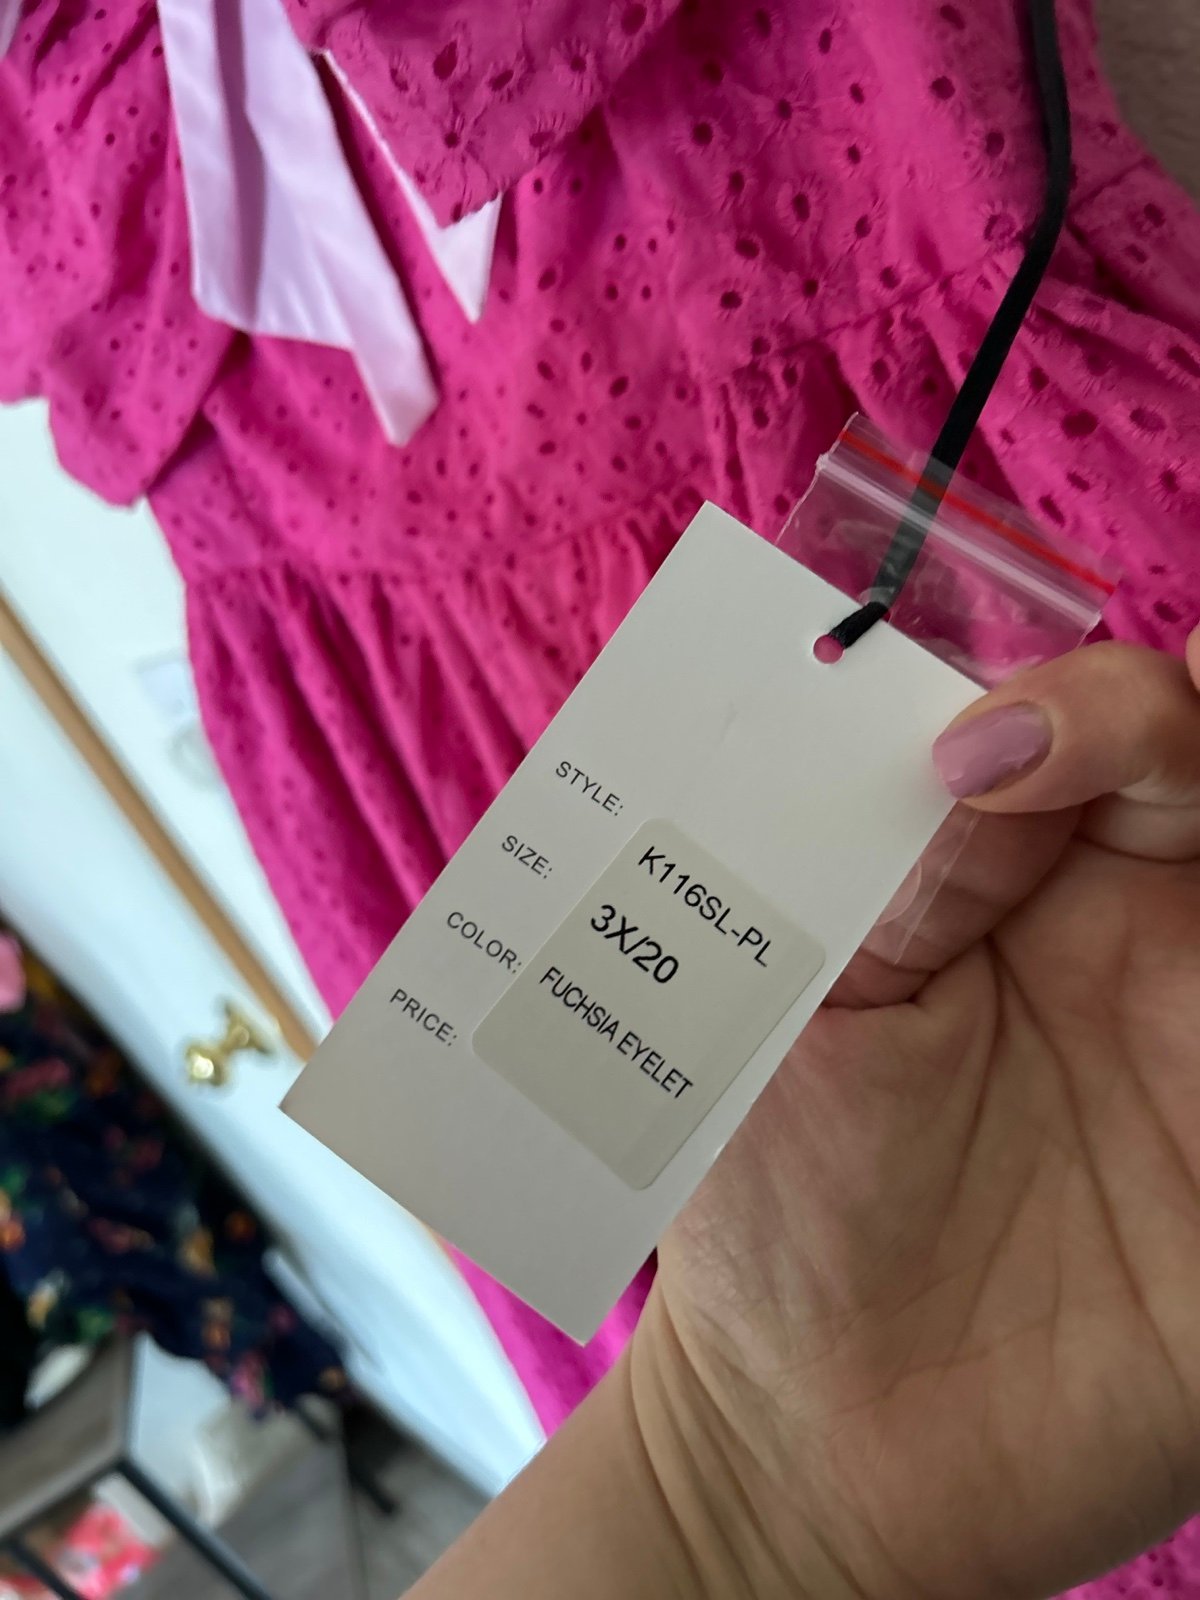 STYLE: K116SL-PL
SIZE: 3X/20
COLOR: FUCHSIA EYELET
PRICE: